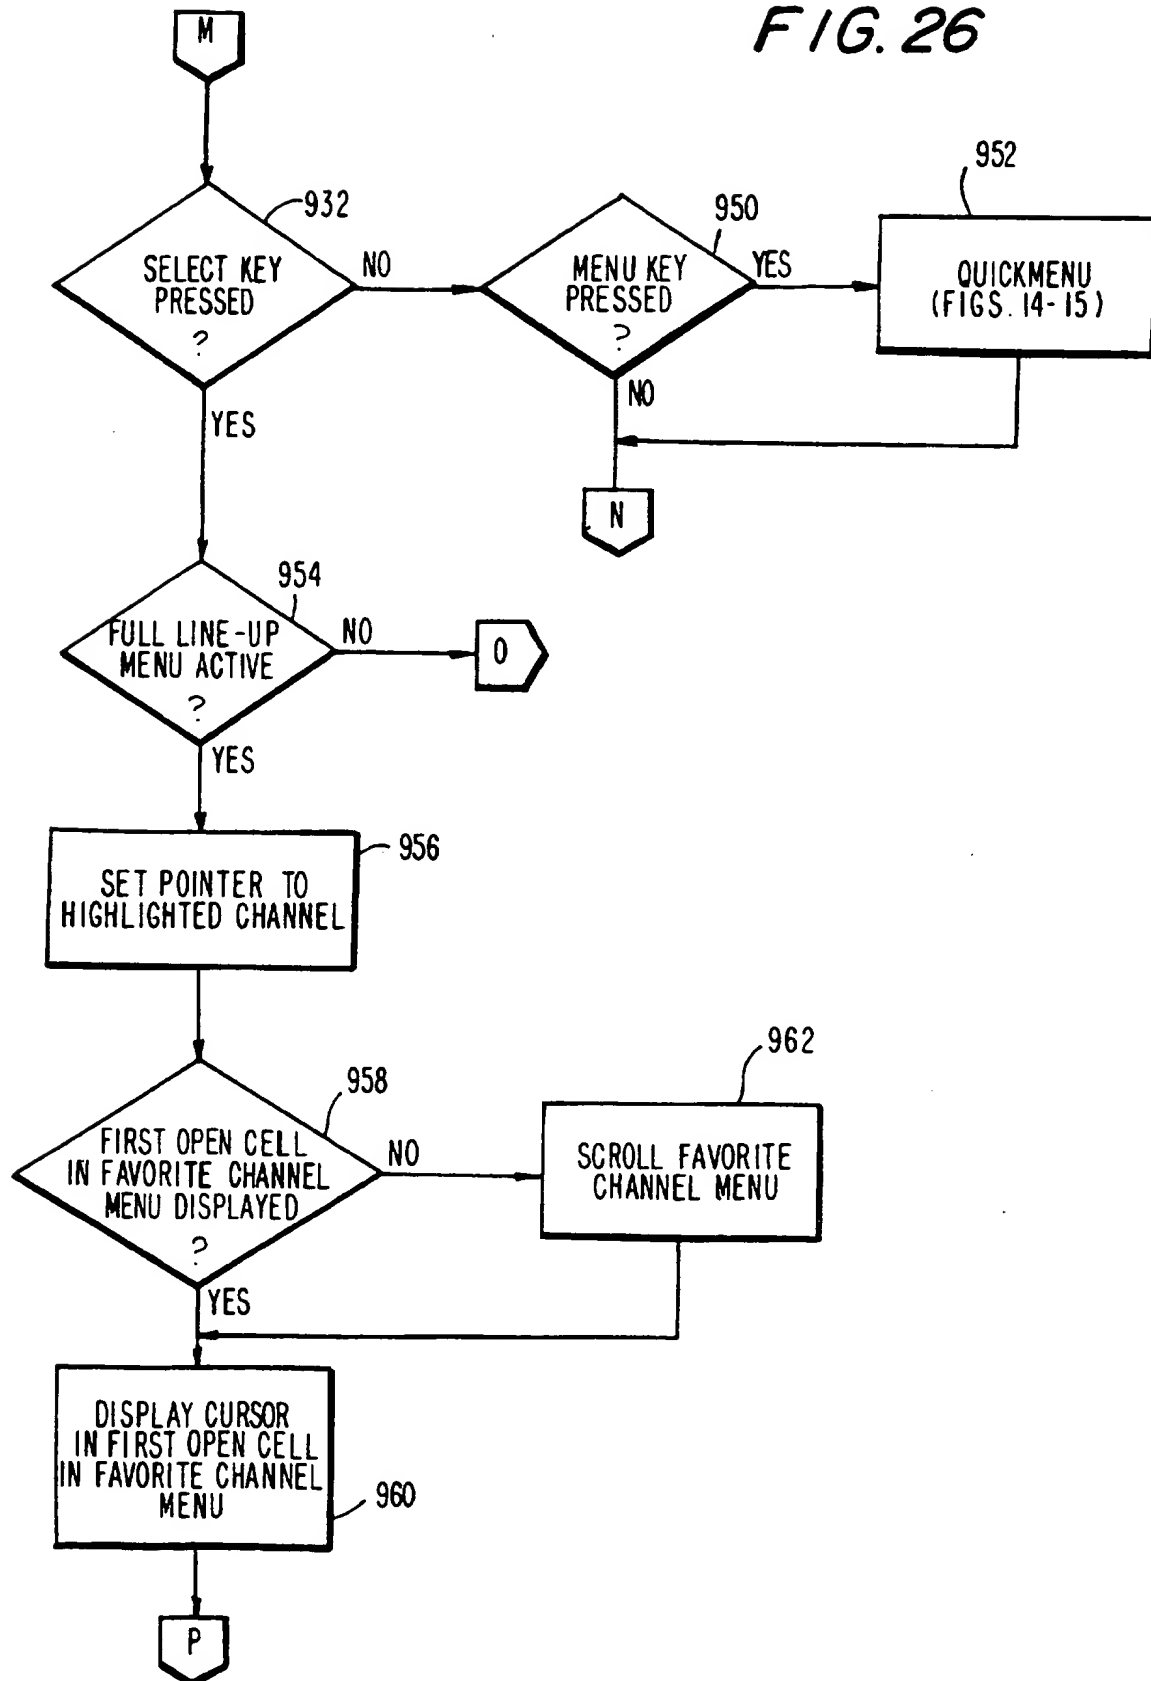 FIG. 26
M
932
SELECT KEY
PRESSED
?
NO
YES
950
MENU KEY
PRESSED
?
YES
NO
952
QUICKMENU
(FIGS. 14-15)
N
954
FULL LINE-UP
MENU ACTIVE
?
NO
O
YES
956
SET POINTER TO
HIGHLIGHTED CHANNEL
958
FIRST OPEN CELL
IN FAVORITE CHANNEL
MENU DISPLAYED
?
NO
YES
962
SCROLL FAVORITE
CHANNEL MENU
DISPLAY CURSOR
IN FIRST OPEN CELL
IN FAVORITE CHANNEL
MENU
960
P